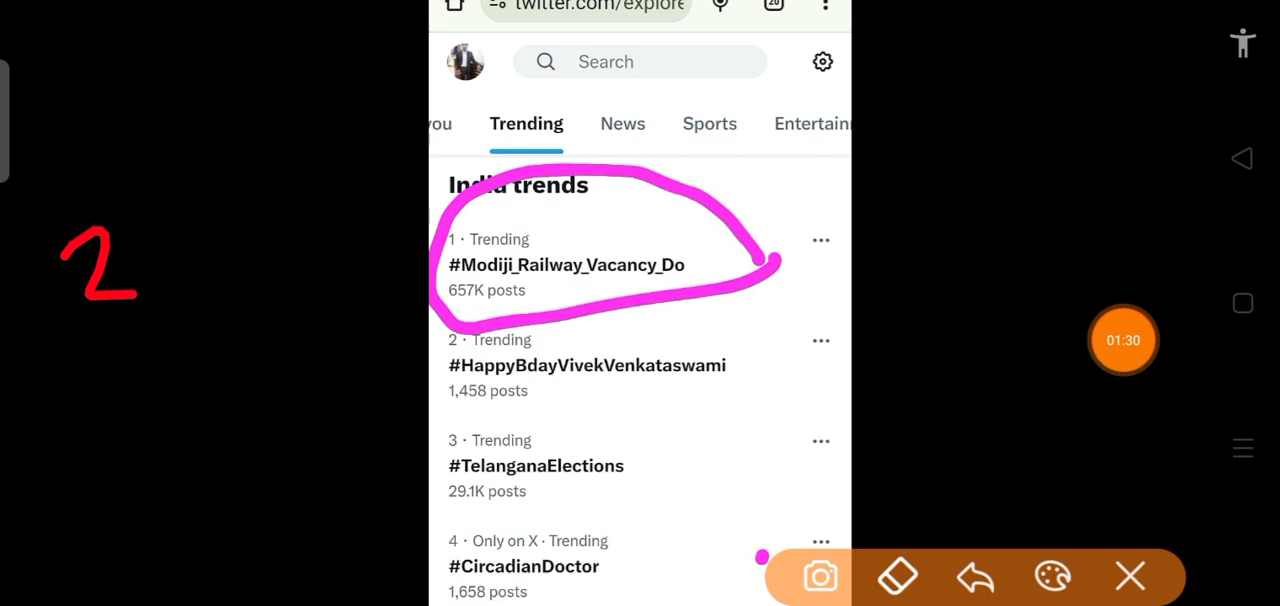 twitter.com/explore
20
Search
you
Trending
News
Sports
Entertain
India trends
1 · Trending
#Modiji_Railway_Vacancy_Do
657K posts
2 · Trending
#HappyBdayVivekVenkataswami
1,458 posts
3 · Trending
#TelanganaElections
29.1K posts
4 · Only on X · Trending
#CircadianDoctor
1,658 posts
2
01:30